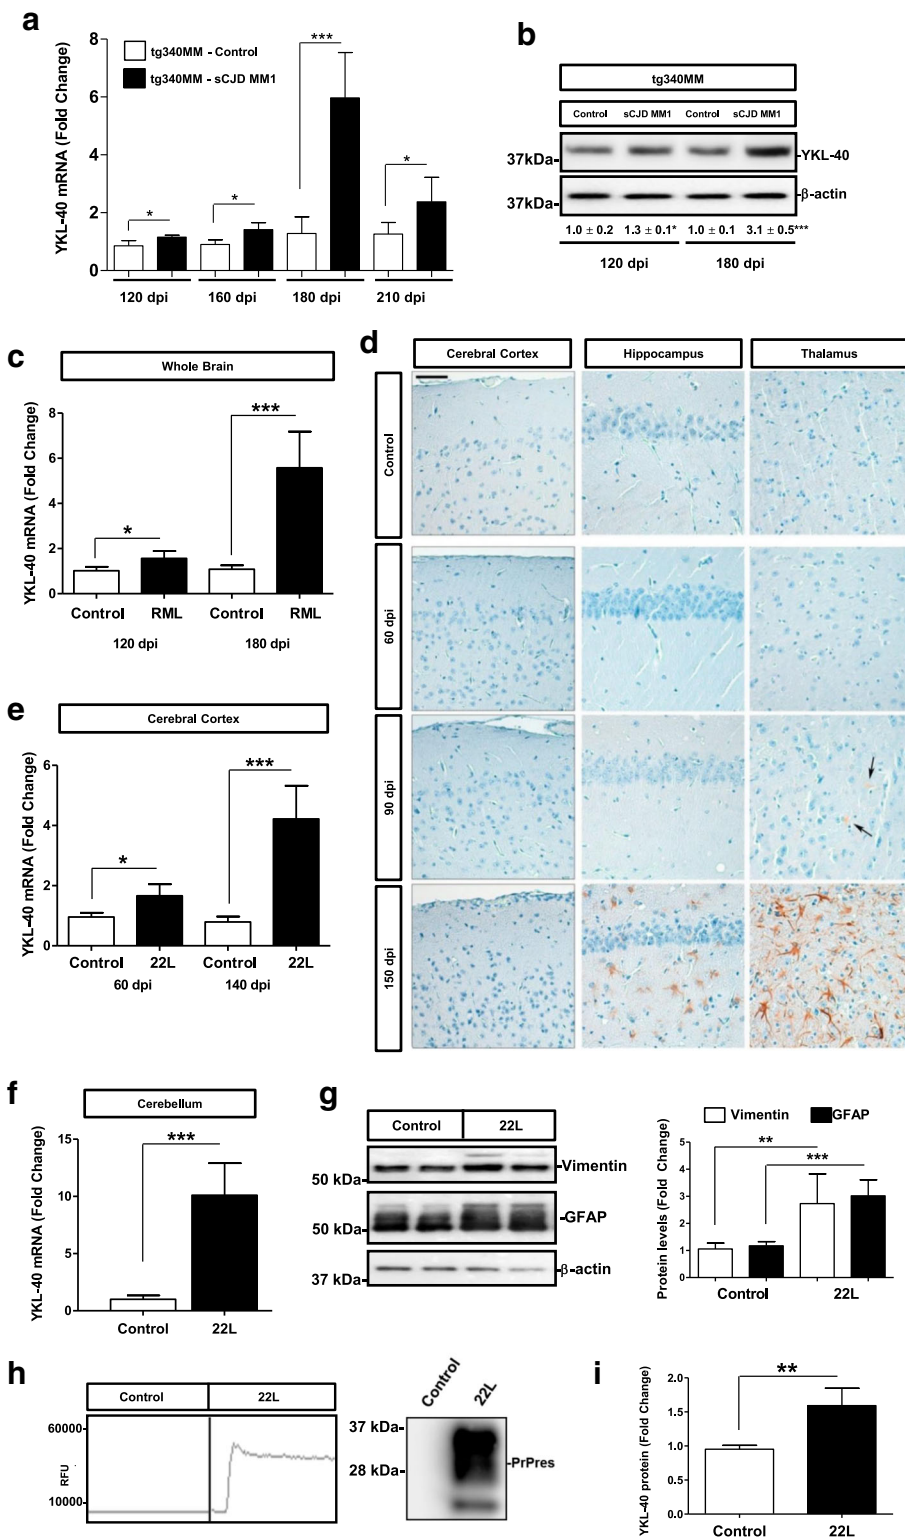 a
YKL-40 mRNA (Fold Change)
8
6
4
2
0
tg340MM - Control
tg340MM - sCJD MM1
*
*
***
*
120 dpi
160 dpi
180 dpi
210 dpi
b
tg340MM
Control sCJD MM1 Control sCJD MM1
37kDa
YKL-40
37kDa
β-actin
1.0 ± 0.2 1.3 ± 0.1* 1.0 ± 0.1 3.1 ± 0.5***
120 dpi 180 dpi
c
Whole Brain
YKL-40 mRNA (Fold Change)
8
6
4
2
0
*
***
Control RML Control RML
120 dpi 180 dpi
d
Cerebral Cortex
Hippocampus
Thalamus
Control
60 dpi
90 dpi
150 dpi
e
Cerebral Cortex
YKL-40 mRNA (Fold Change)
6
4
2
0
*
***
Control 22L Control 22L
60 dpi 140 dpi
f
Cerebellum
YKL-40 mRNA (Fold Change)
15
10
5
0
***
Control 22L
g
Control 22L
50 kDa
-Vimentin
50 kDa
-GFAP
37 kDa
β-actin
Vimentin
GFAP
Protein levels (Fold Change)
5
4
3
2
1
0
**
***
Control 22L
h
Control 22L
RFU
60000
10000
Control
22L
37 kDa
28 kDa
-PrPres
i
YKL-40 protein (Fold Change)
2.0
1.5
1.0
0.5
0.0
**
Control 22L